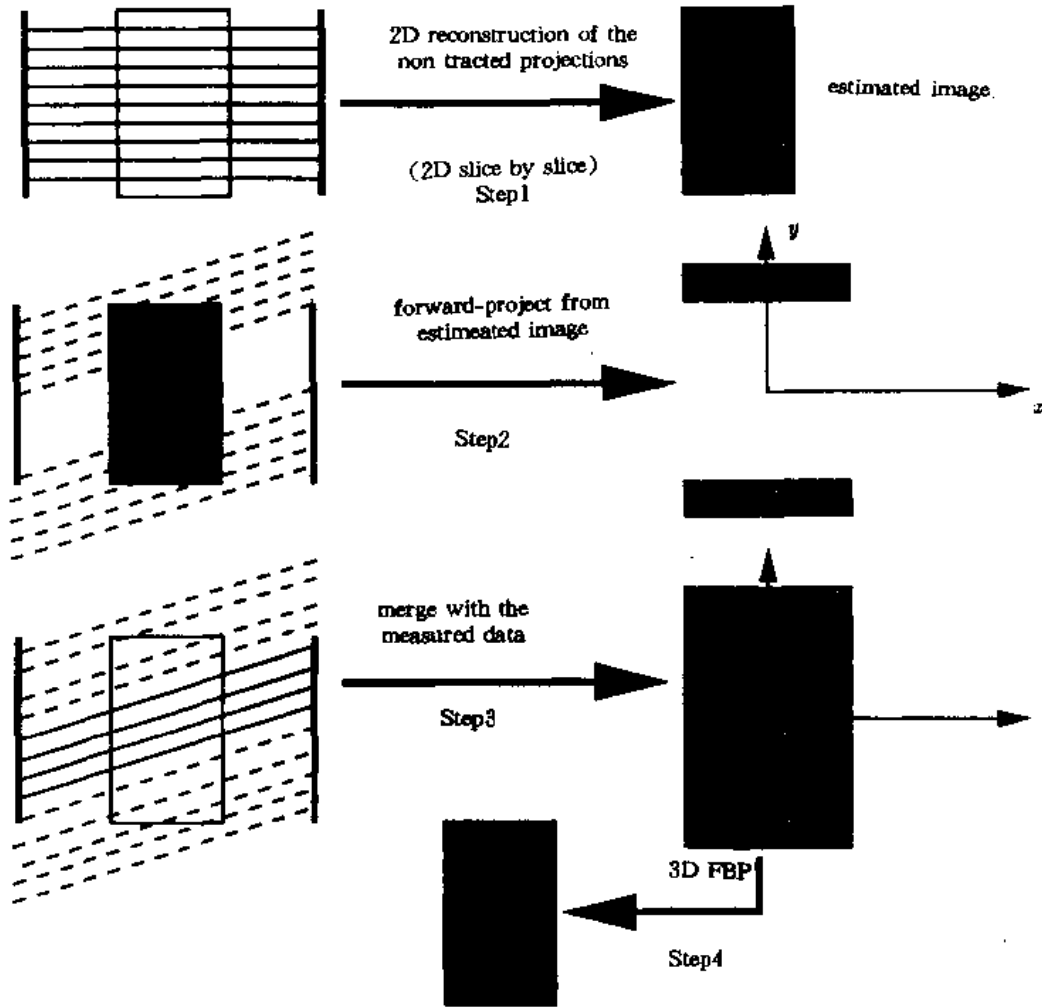 2D reconstruction of the
non tracted projections
estimated image
(2D slice by slice)
Step1
y
forward-project from
estimeated image
x
Step2
merge with the
measured data
Step3
3D FBP
Step4